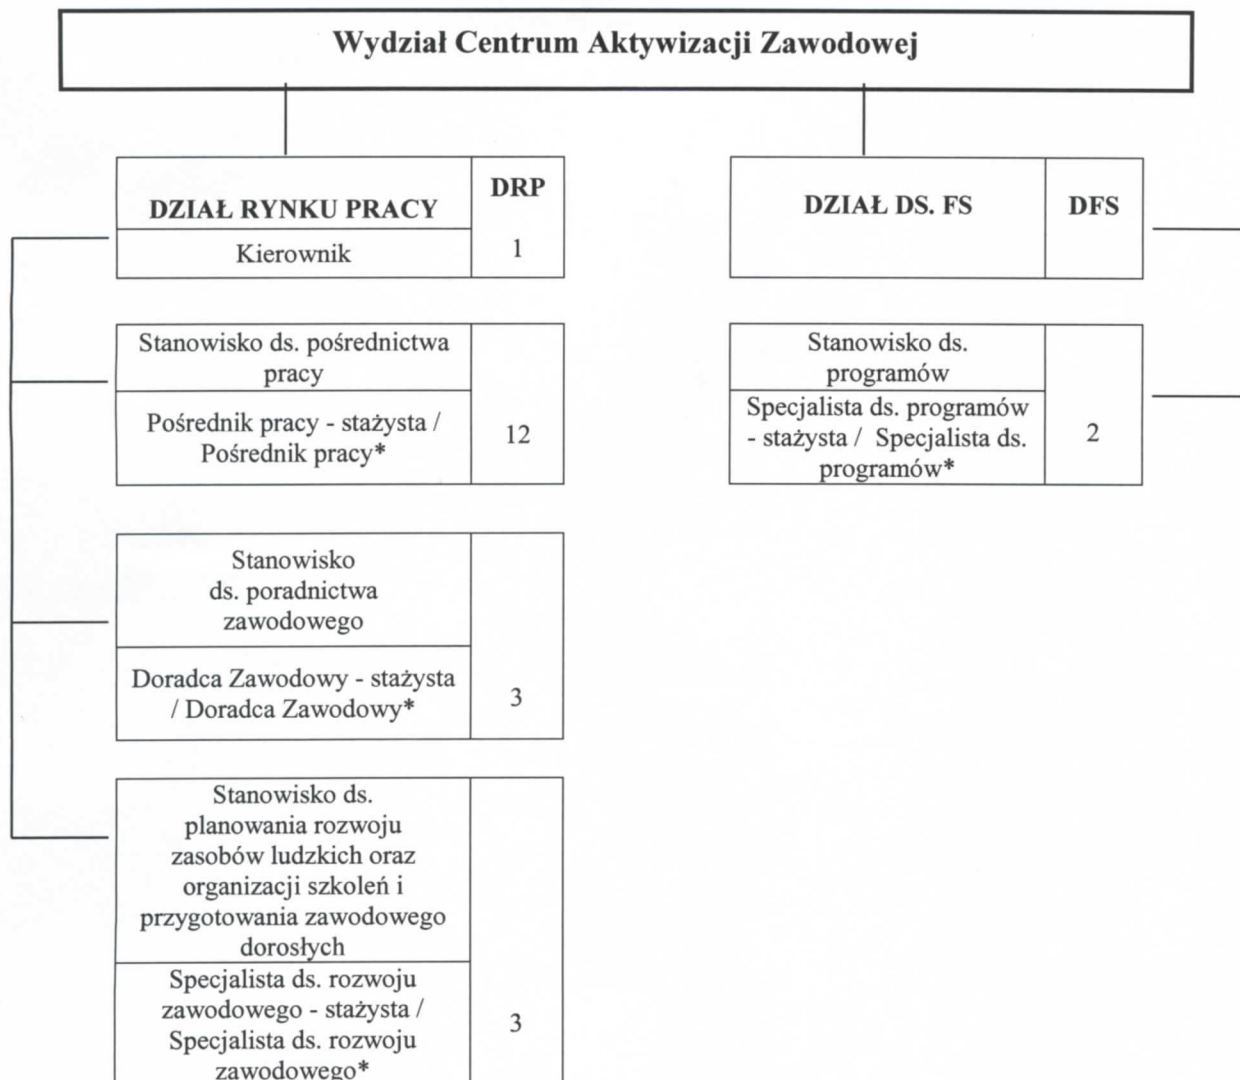 Wydział Centrum Aktywizacji Zawodowej
DZIAŁ RYNKU PRACY
DRP
Kierownik
1
Stanowisko ds. pośrednictwa
pracy
Pośrednik pracy - stażysta /
Pośrednik pracy*
12
Stanowisko
ds. poradnictwa
zawodowego
Doradca Zawodowy - stażysta
/ Doradca Zawodowy*
3
Stanowisko ds.
planowania rozwoju
zasobów ludzkich oraz
organizacji szkoleń i
przygotowania zawodowego
dorosłych
Specjalista ds. rozwoju
zawodowego - stażysta /
Specjalista ds. rozwoju
zawodowego*
3
DZIAŁ DS. FS
DFS
Stanowisko ds.
programów
Specjalista ds. programów
- stażysta / Specjalista ds.
programów*
2